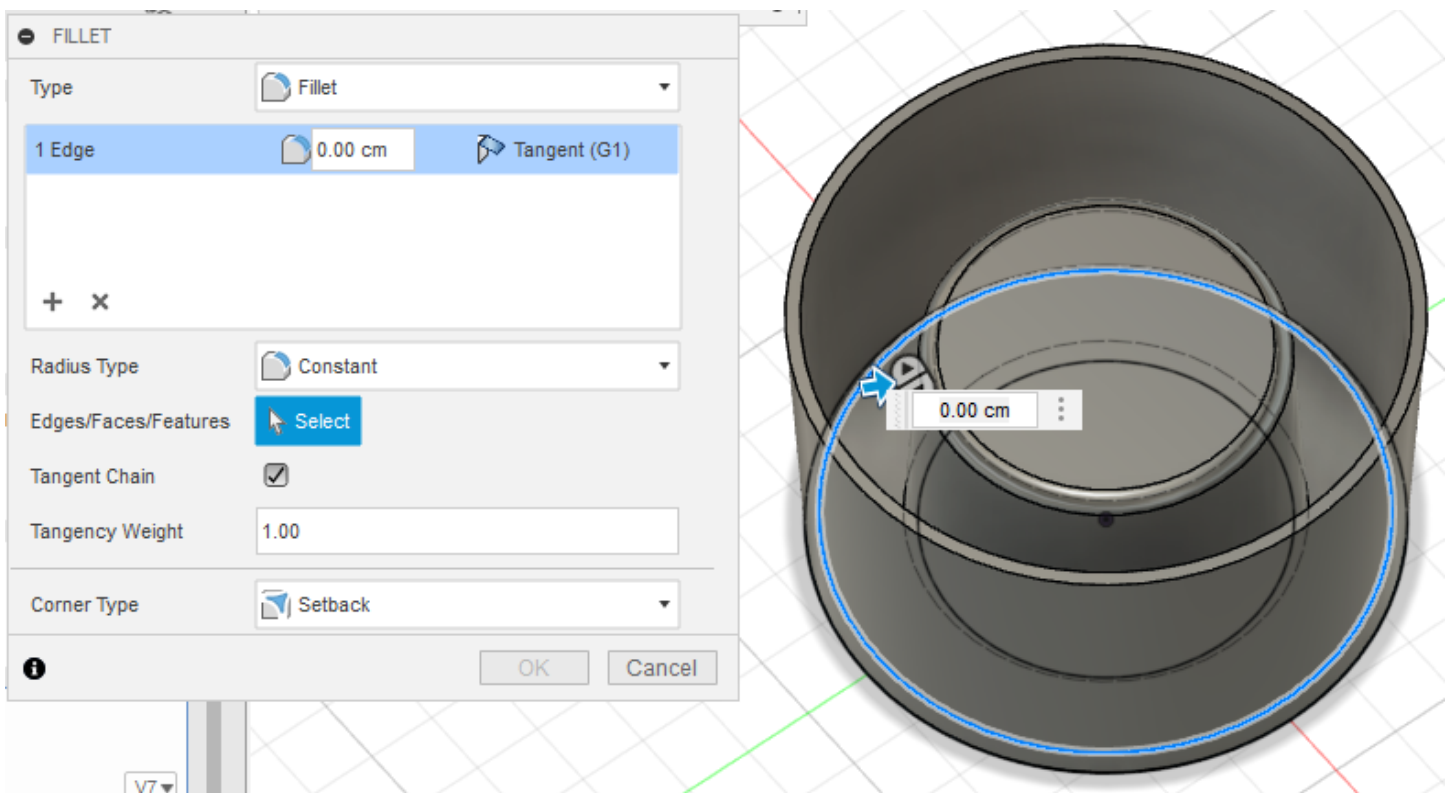 FILLET
Type Fillet
1 Edge 0.00 cm Tangent (G1)
Radius Type Constant
Edges/Faces/Features Select
Tangent Chain
Tangency Weight 1.00
Corner Type Setback
OK Cancel
0.00 cm
V7